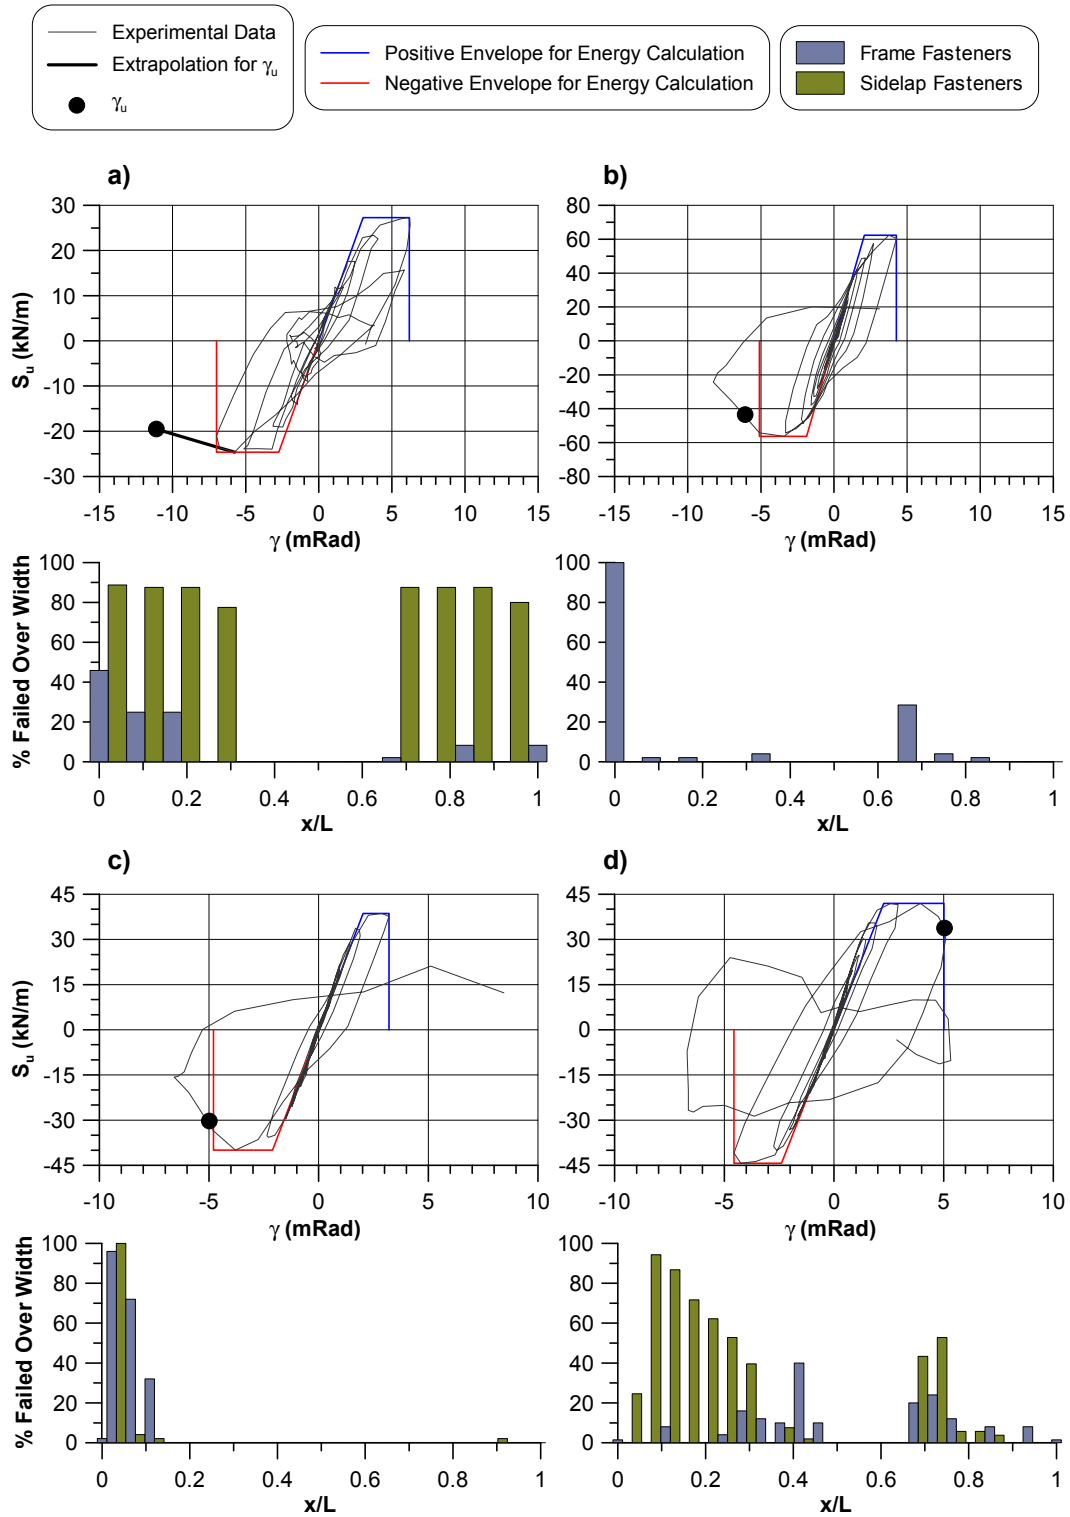 Experimental Data
Extrapolation for γu
γu
Positive Envelope for Energy Calculation
Negative Envelope for Energy Calculation
Frame Fasteners
Sidelap Fasteners
a)
30
20
10
0
-10
-20
-30
Su (kN/m)
-15 -10 -5 0 5 10 15
γ (mRad)
100
80
60
40
20
0
% Failed Over Width
0 0.2 0.4 0.6 0.8 1
x/L
b)
80
60
40
20
0
-20
-40
-60
-80
-15 -10 -5 0 5 10 15
γ (mRad)
100
80
60
40
20
0
0 0.2 0.4 0.6 0.8 1
x/L
c)
45
30
15
0
-15
-30
-45
Su (kN/m)
-10 -5 0 5 10
γ (mRad)
100
80
60
40
20
0
% Failed Over Width
0 0.2 0.4 0.6 0.8 1
x/L
d)
45
30
15
0
-15
-30
-45
-10 -5 0 5 10
γ (mRad)
100
80
60
40
20
0
0 0.2 0.4 0.6 0.8 1
x/L